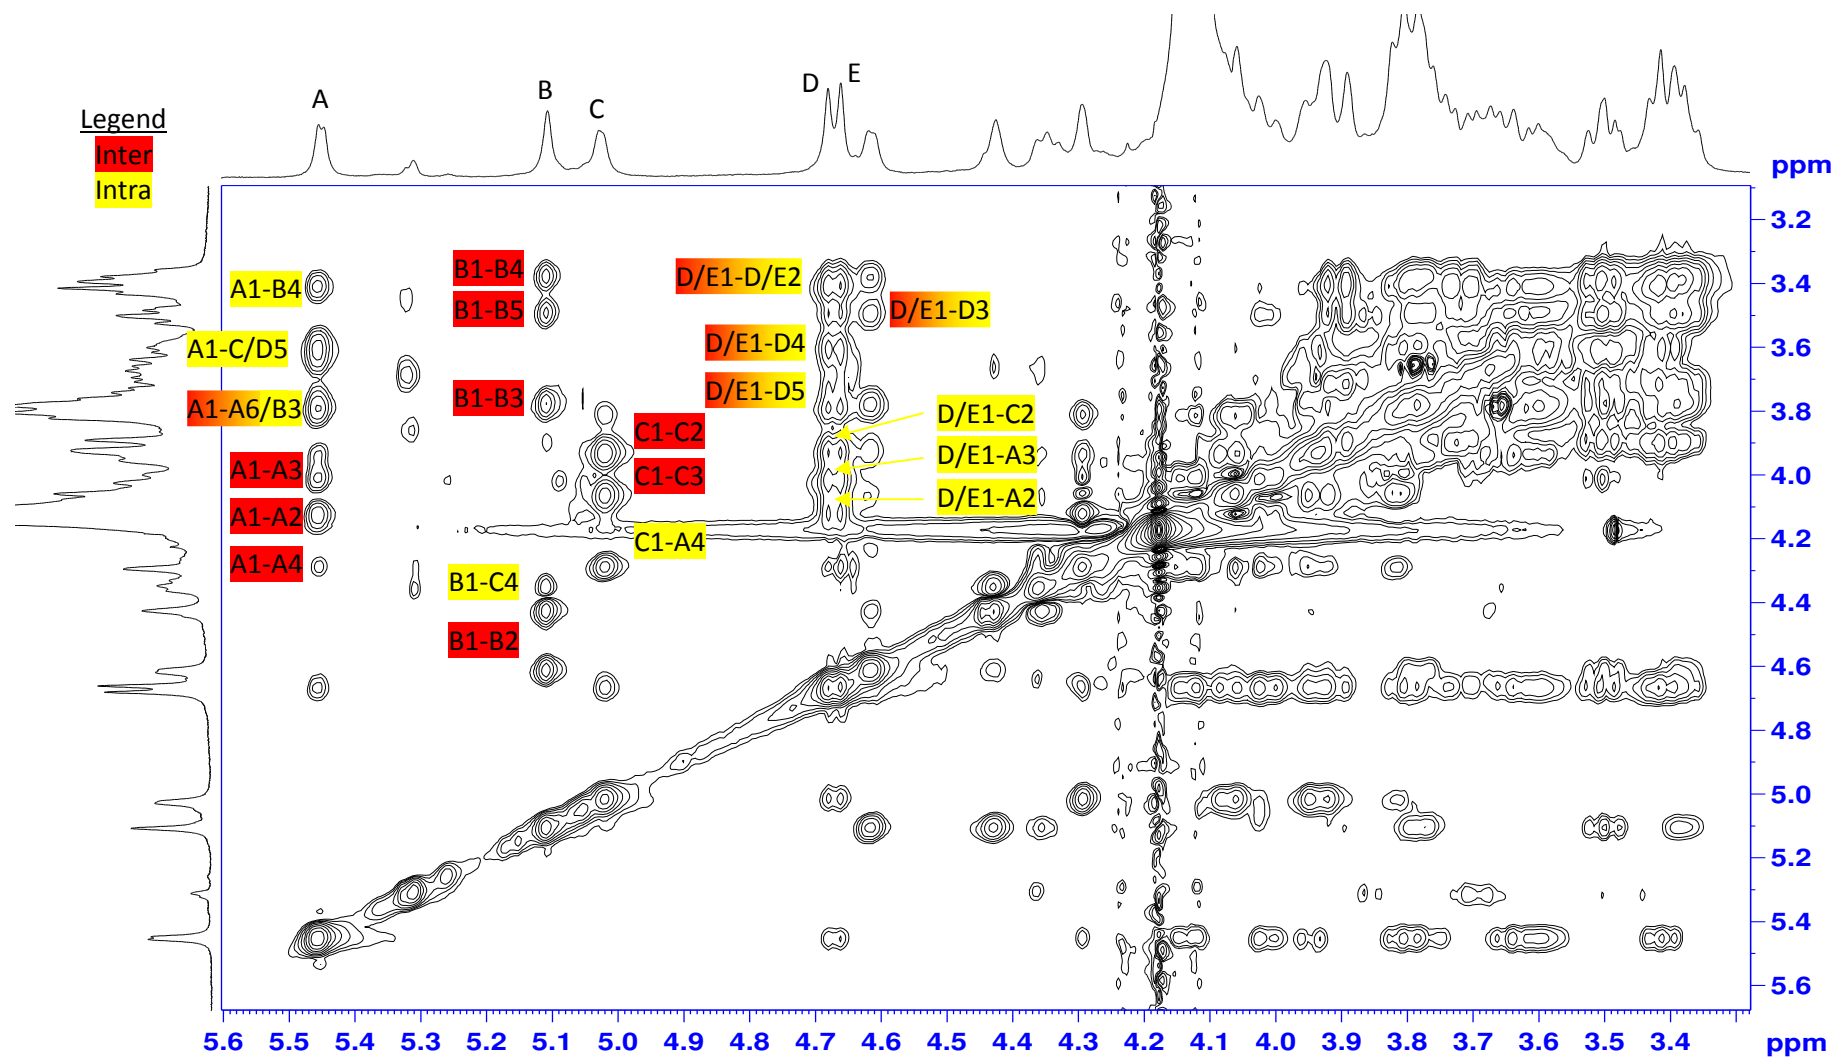 A
B
C
D
E
Legend
Inter
Intra
ppm
A1-B4
A1-C/D5
A1-A6/B3
A1-A3
A1-A2
A1-A4
B1-B4
B1-B5
B1-B3
B1-C4
B1-B2
C1-C2
C1-C3
C1-A4
D/E1-D/E2
D/E1-D3
D/E1-D4
D/E1-D5
D/E1-C2
D/E1-A3
D/E1-A2
3.2
3.4
3.6
3.8
4.0
4.2
4.4
4.6
4.8
5.0
5.2
5.4
5.6
5.6 5.5 5.4 5.3 5.2 5.1 5.0 4.9 4.8 4.7 4.6 4.5 4.4 4.3 4.2 4.1 4.0 3.9 3.8 3.7 3.6 3.5 3.4 ppm